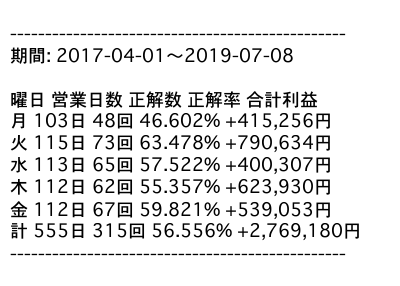 ------------------------------------------------
期間: 2017-04-01〜2019-07-08
曜日 営業日数 正解数 正解率 合計利益
月 103日 48回 46.602% +415,256円
火 115日 73回 63.478% +790,634円
水 113日 65回 57.522% +400,307円
木 112日 62回 55.357% +623,930円
金 112日 67回 59.821% +539,053円
計 555日 315回 56.556% +2,769,180円
------------------------------------------------